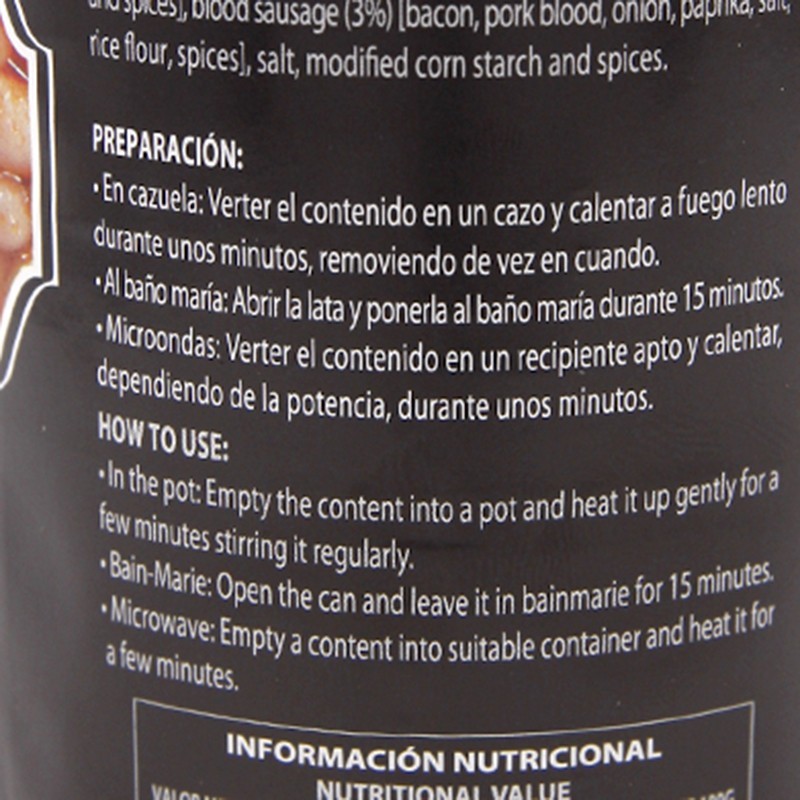 and spices], blood sausage (3%) [bacon, pork blood, onion, paprika, salt,
rice flour, spices], salt, modified corn starch and spices.
PREPARACIÓN:
• En cazuela: Verter el contenido en un cazo y calentar a fuego lento
durante unos minutos, removiendo de vez en cuando.
• Al baño maría: Abrir la lata y ponerla al baño maría durante 15 minutos.
• Microondas: Verter el contenido en un recipiente apto y calentar,
dependiendo de la potencia, durante unos minutos.
HOW TO USE:
• In the pot: Empty the content into a pot and heat it up gently for a
few minutes stirring it regularly.
• Bain-Marie: Open the can and leave it in bainmarie for 15 minutes.
• Microwave: Empty a content into suitable container and heat it for
a few minutes.
INFORMACIÓN NUTRICIONAL
NUTRITIONAL VALUE